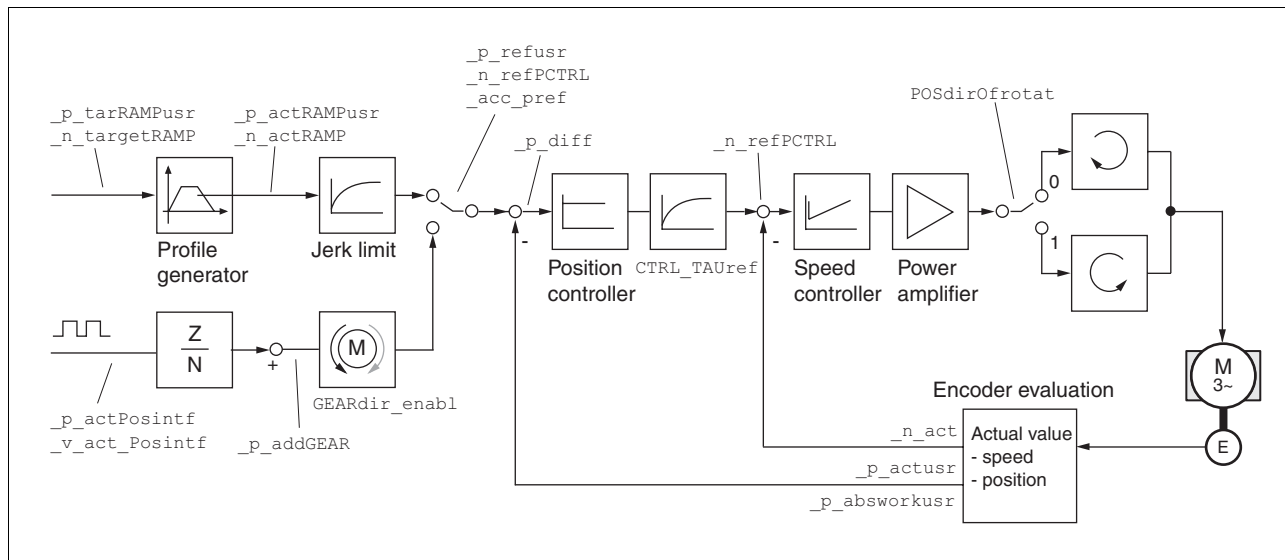 _p_refusr
_n_refPCTRL
_acc_pref
_p_tarRAMPusr
_n_targetRAMP
_p_actRAMPusr
_n_actRAMP
_p_diff
_n_refPCTRL
POSdirOfrotat
0
1
Profile
generator
Jerk limit
-
Position
controller
CTRL_TAUref
-
Speed
controller
Power
amplifier
Z
N
+
M
GEARdir_enabl
_p_actPosintf
_v_act_Posintf
_p_addGEAR
M
3~
E
Encoder evaluation
Actual value
- speed
- position
_n_act
_p_actusr
_p_absworkusr